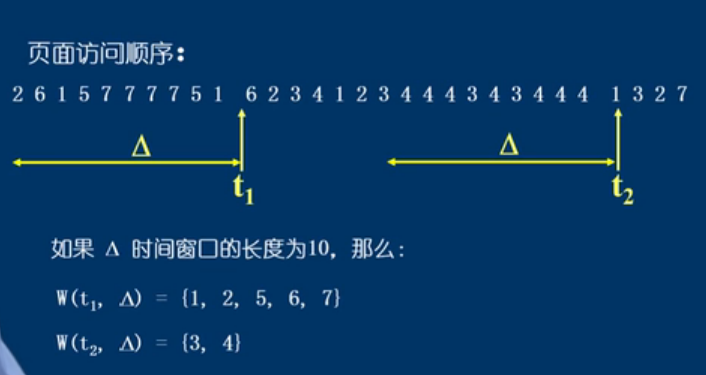 页面访问顺序：
2 6 1 5 7 7 7 7 5 1 6 2 3 4 1 2 3 4 4 4 3 4 3 4 4 4 1 3 2 7
Δ Δ
t₁ t₂
如果 Δ 时间窗口的长度为10，那么：
W(t₁, Δ) = {1, 2, 5, 6, 7}
W(t₂, Δ) = {3, 4}